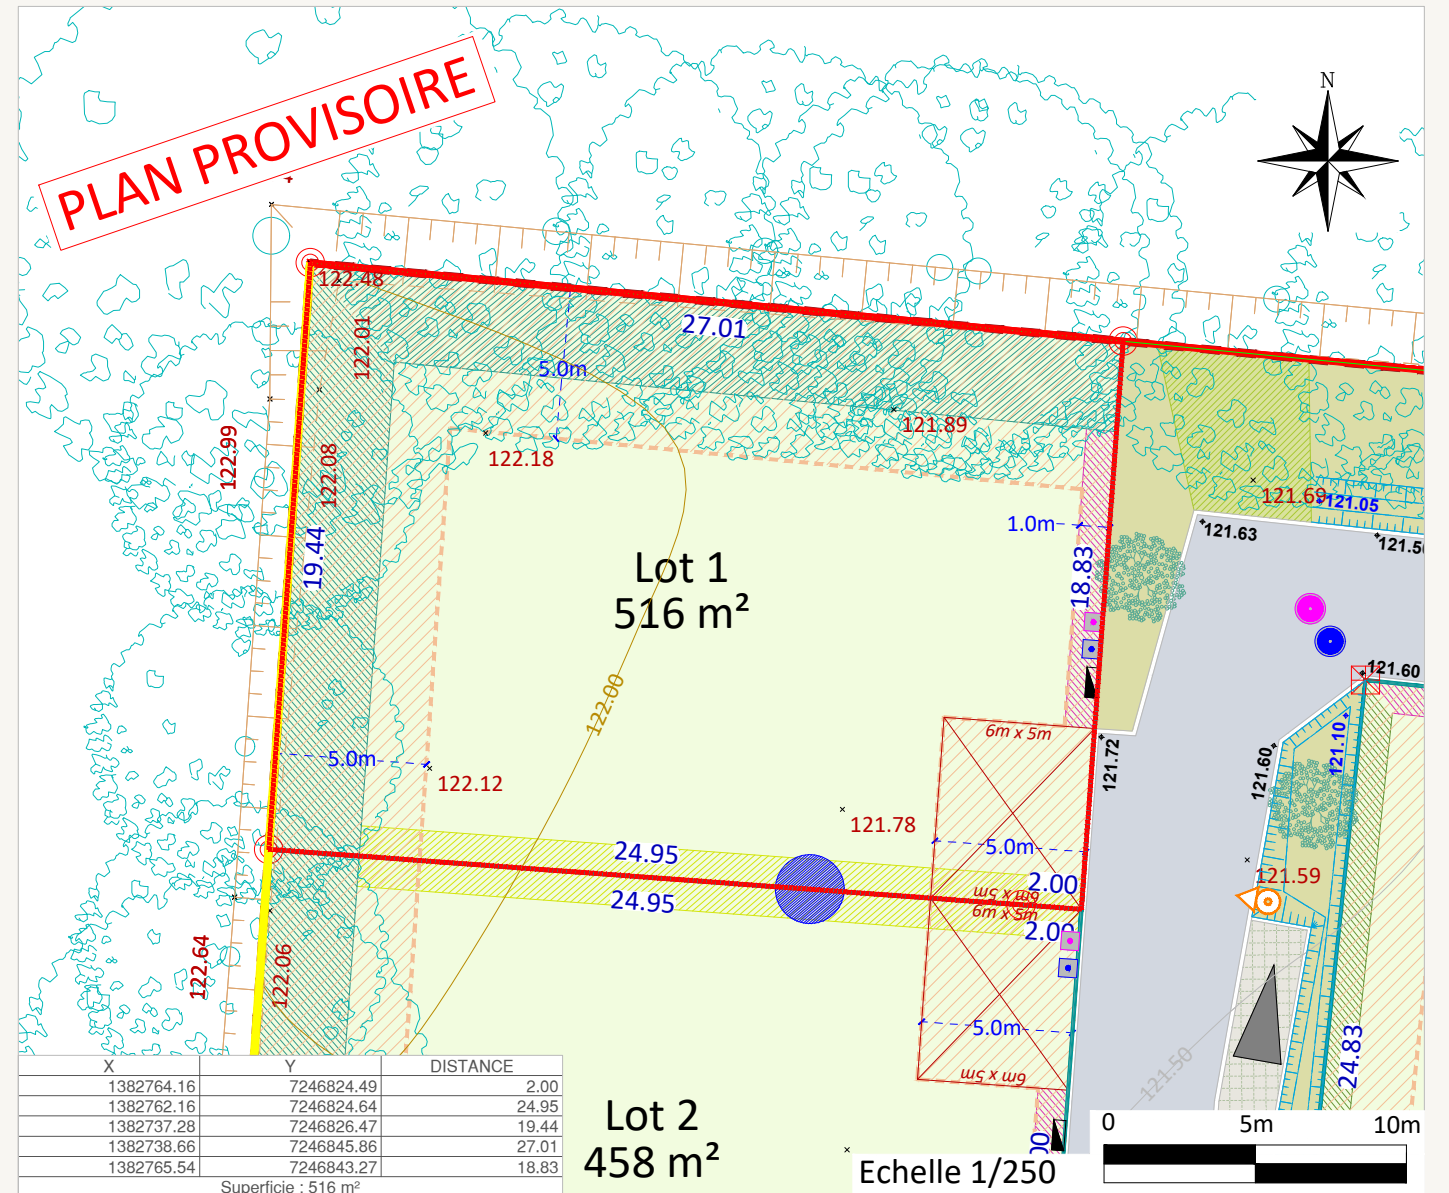 PLAN PROVISOIRE
N
122.48
27.01
122.01
5.0m
121.89
122.18
122.99
122.08
121.69
121.05
121.63
121.50
1.0m
19.44
18.83
Lot 1
516 m²
121.60
122.00
6m x 5m
121.72
121.60
121.10
5.0m
122.12
121.78
5.0m
24.95
2.00
6m x 5m
24.95
6m x 5m
2.00
121.59
122.64
122.06
5.0m
6m x 5m
24.83
121.50
X Y DISTANCE
1382764.16 7246824.49 2.00
1382762.16 7246824.64 24.95
1382737.28 7246826.47 19.44
1382738.66 7246845.86 27.01
1382765.54 7246843.27 18.83
Superficie : 516 m²
Lot 2
458 m²
00
Echelle 1/250
0 5m 10m